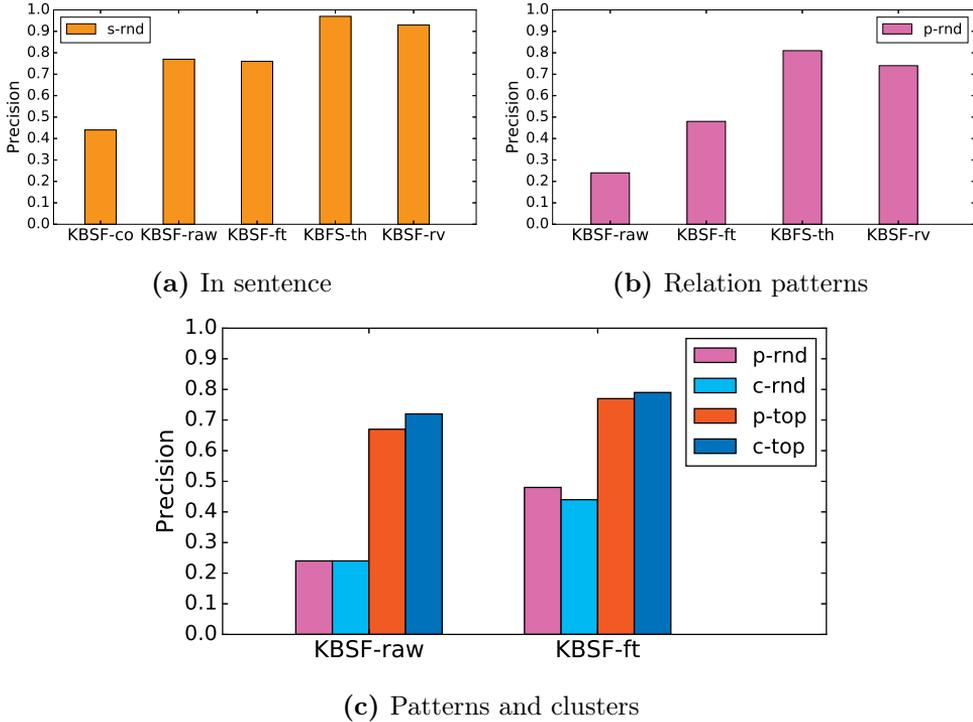 1.0
0.9
0.8
0.7
0.6
0.5
0.4
0.3
0.2
0.1
0.0
Precision
s-rnd
KBSF-co KBSF-raw KBSF-ft KBFS-th KBSF-rv
(a) In sentence
1.0
0.9
0.8
0.7
0.6
0.5
0.4
0.3
0.2
0.1
0.0
Precision
p-rnd
KBSF-raw KBSF-ft KBFS-th KBSF-rv
(b) Relation patterns
1.0
0.9
0.8
0.7
0.6
0.5
0.4
0.3
0.2
0.1
0.0
Precision
p-rnd
c-rnd
p-top
c-top
KBSF-raw KBSF-ft
(c) Patterns and clusters